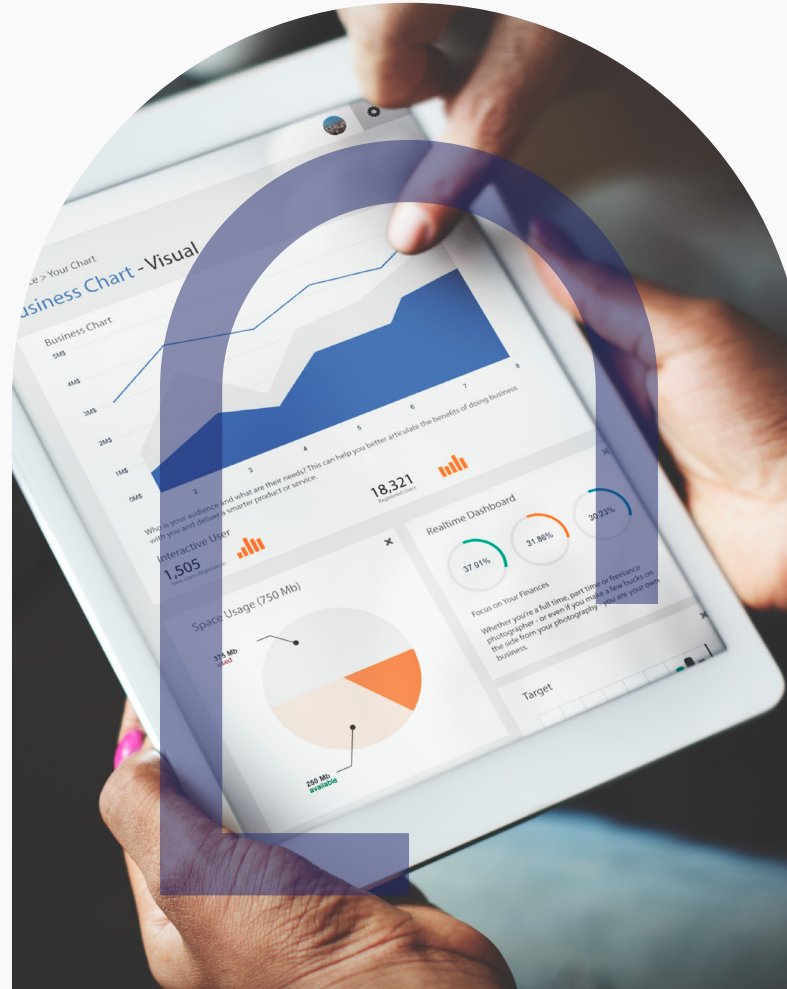 ce > Your Chart
usiness Chart - Visual
Business Chart
5M$
4M$
3M$
2M$
1M$
0M$
2
3
4
5
6
7
8
Who is your audience and what are their needs? This can help you better articulate the benefits of doing business
with you and deliver a smarter product or service.
Interactive User
1,505
Total Users Registration
18,321
Registered Users
Space Usage (750 Mb)
375 Mb
used
250 Mb
available
Realtime Dashboard
37.91%
31.86%
30.23%
Focus on Your Finances
Whether you're a full time, part time or freelance
photographer - or even if you make a few bucks on
the side from your photography - you are your own
business.
Target